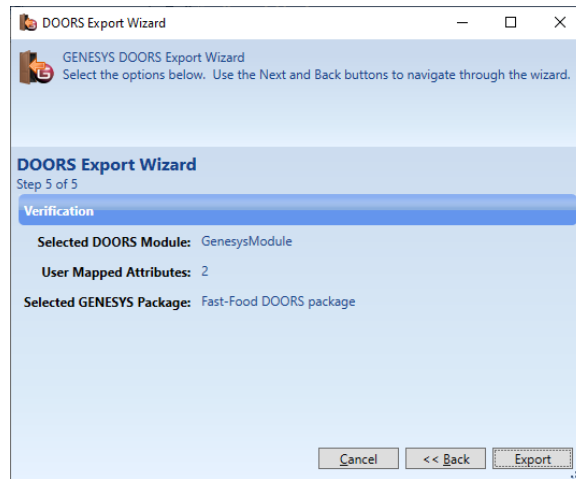 DOORS Export Wizard
GENESYS DOORS Export Wizard
Select the options below. Use the Next and Back buttons to navigate through the wizard.
DOORS Export Wizard
Step 5 of 5
Verification
Selected DOORS Module: GenesysModule
User Mapped Attributes: 2
Selected GENESYS Package: Fast-Food DOORS package
Cancel << Back Export